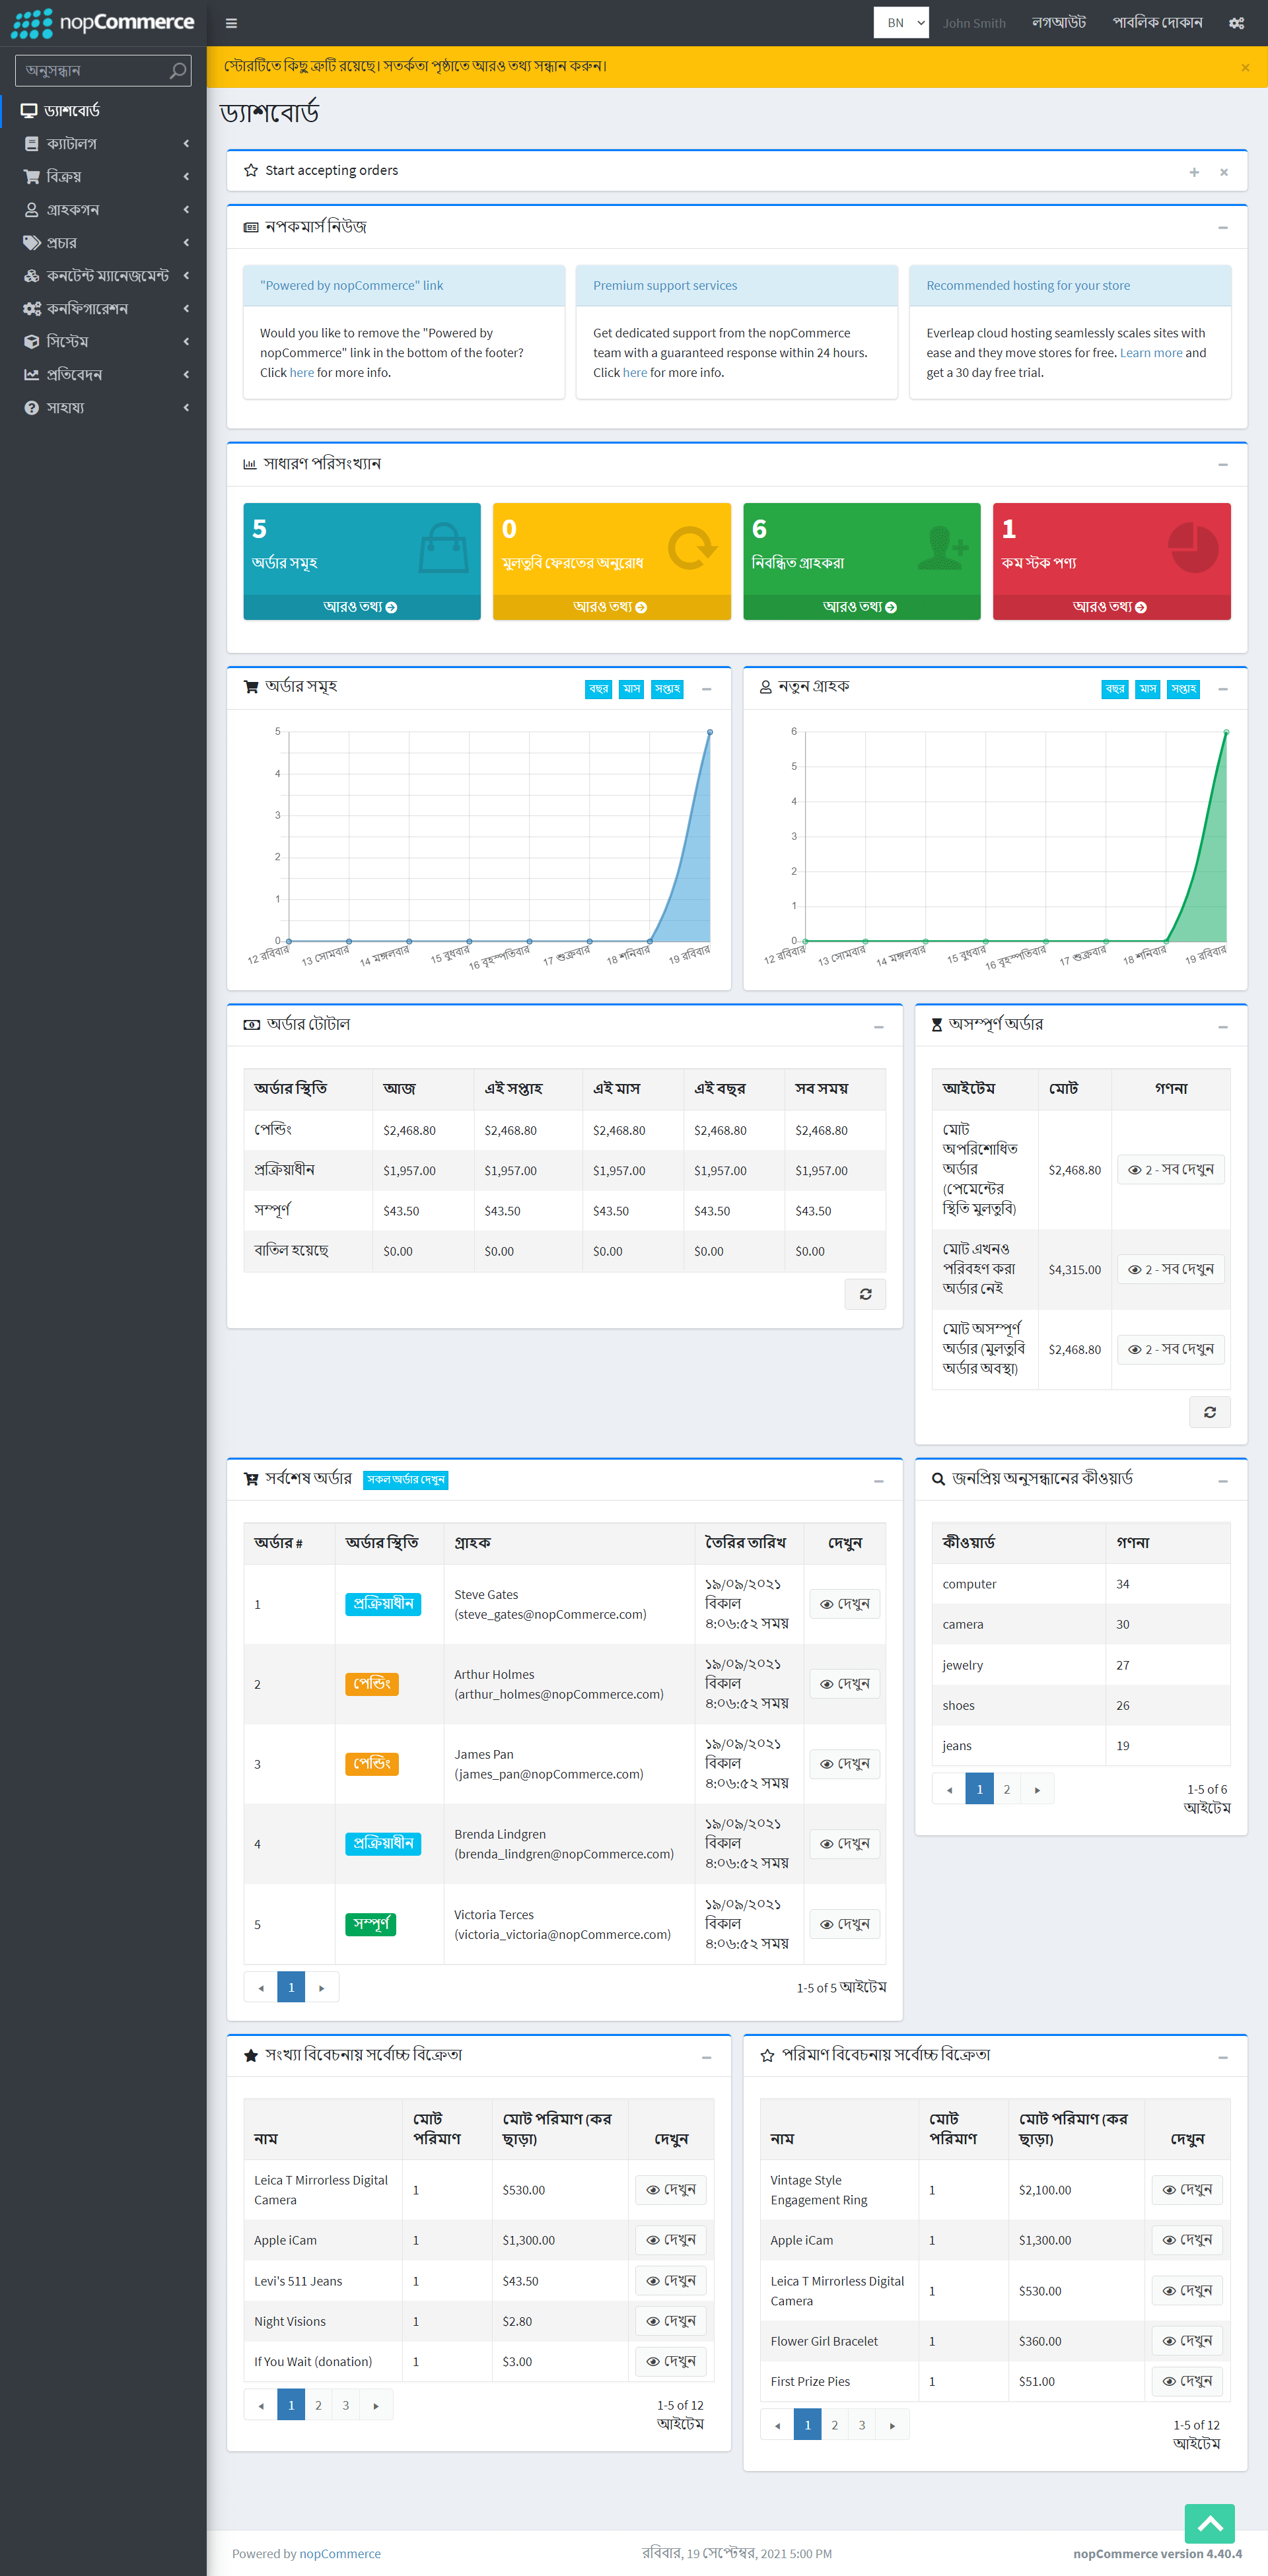 nopCommerce
BN
John Smith
লগআউট
পাবলিক দোকান
অনুসন্ধান
ড্যাশবোর্ড
ক্যাটালগ
বিক্রয়
গ্রাহকগন
প্রচার
কনটেন্ট ম্যানেজমেন্ট
কনফিগারেশন
সিস্টেম
প্রতিবেদন
সাহায্য
স্টোরটিতে কিছু ত্রুটি রয়েছে। সতর্কতা পৃষ্ঠাতে আরও তথ্য সন্ধান করুন।
×
ড্যাশবোর্ড
Start accepting orders
নপকমার্স নিউজ
"Powered by nopCommerce" link
Would you like to remove the "Powered by
nopCommerce" link in the bottom of the footer?
Click here for more info.
Premium support services
Get dedicated support from the nopCommerce
team with a guaranteed response within 24 hours.
Click here for more info.
Recommended hosting for your store
Everleap cloud hosting seamlessly scales sites with
ease and they move stores for free. Learn more and
get a 30 day free trial.
সাধারণ পরিসংখ্যান
5
অর্ডার সমূহ
আরও তথ্য
0
মুলতুবি ফেরতের অনুরোধ
আরও তথ্য
6
নিবন্ধিত গ্রাহকরা
আরও তথ্য
1
কম স্টক পণ্য
আরও তথ্য
অর্ডার সমূহ
বছর মাস সপ্তাহ
5
4
3
2
1
0
12 রবিবার 13 সোমবার 14 মঙ্গলবার 15 বুধবার 16 বৃহস্পতিবার 17 শুক্রবার 18 শনিবার 19 রবিবার
নতুন গ্রাহক
বছর মাস সপ্তাহ
6
5
4
3
2
1
0
12 রবিবার 13 সোমবার 14 মঙ্গলবার 15 বুধবার 16 বৃহস্পতিবার 17 শুক্রবার 18 শনিবার 19 রবিবার
অর্ডার টোটাল
অর্ডার স্থিতি আজ এই সপ্তাহ এই মাস এই বছর সব সময়
পেন্ডিং $2,468.80 $2,468.80 $2,468.80 $2,468.80 $2,468.80
প্রক্রিয়াধীন $1,957.00 $1,957.00 $1,957.00 $1,957.00 $1,957.00
সম্পূর্ণ $43.50 $43.50 $43.50 $43.50 $43.50
বাতিল হয়েছে $0.00 $0.00 $0.00 $0.00 $0.00
অসম্পূর্ণ অর্ডার
আইটেম মোট গণনা
মোট
অপরিশোধিত
অর্ডার
(পেমেন্টের
স্থিতি মুলতুবি)
$2,468.80
2 - সব দেখুন
মোট এখনও
পরিবহণ করা
অর্ডার নেই
$4,315.00
2 - সব দেখুন
মোট অসম্পূর্ণ
অর্ডার (মুলতুবি
অর্ডার অবস্থা)
$2,468.80
2 - সব দেখুন
সর্বশেষ অর্ডার সকল অর্ডার দেখুন
অর্ডার # অর্ডার স্থিতি গ্রাহক তৈরির তারিখ দেখুন
1 প্রক্রিয়াধীন
Steve Gates
(steve_gates@nopCommerce.com)
১৯/০৯/২০২১
বিকাল
৪:০৬:৫২ সময়
দেখুন
2 পেন্ডিং
Arthur Holmes
(arthur_holmes@nopCommerce.com)
১৯/০৯/২০২১
বিকাল
৪:০৬:৫২ সময়
দেখুন
3 পেন্ডিং
James Pan
(james_pan@nopCommerce.com)
১৯/০৯/২০২১
বিকাল
৪:০৬:৫২ সময়
দেখুন
4 প্রক্রিয়াধীন
Brenda Lindgren
(brenda_lindgren@nopCommerce.com)
১৯/০৯/২০২১
বিকাল
৪:০৬:৫২ সময়
দেখুন
5 সম্পূর্ণ
Victoria Terces
(victoria_victoria@nopCommerce.com)
১৯/০৯/২০২১
বিকাল
৪:০৬:৫২ সময়
দেখুন
1
1-5 of 5 আইটেম
জনপ্রিয় অনুসন্ধানের কীওয়ার্ড
কীওয়ার্ড গণনা
computer 34
camera 30
jewelry 27
shoes 26
jeans 19
1 2
1-5 of 6
আইটেম
সংখ্যা বিবেচনায় সর্বোচ্চ বিক্রেতা
নাম
মোট
পরিমাণ
মোট পরিমাণ (কর
ছাড়া)
দেখুন
Leica T Mirrorless Digital
Camera
1 $530.00 দেখুন
Apple iCam 1 $1,300.00 দেখুন
Levi's 511 Jeans 1 $43.50 দেখুন
Night Visions 1 $2.80 দেখুন
If You Wait (donation) 1 $3.00 দেখুন
1 2 3
1-5 of 12
আইটেম
পরিমাণ বিবেচনায় সর্বোচ্চ বিক্রেতা
নাম
মোট
পরিমাণ
মোট পরিমাণ (কর
ছাড়া)
দেখুন
Vintage Style
Engagement Ring
1 $2,100.00 দেখুন
Apple iCam 1 $1,300.00 দেখুন
Leica T Mirrorless Digital
Camera
1 $530.00 দেখুন
Flower Girl Bracelet 1 $360.00 দেখুন
First Prize Pies 1 $51.00 দেখুন
1 2 3
1-5 of 12
আইটেম
Powered by nopCommerce
রবিবার, 19 সেপ্টেম্বর, 2021 5:00 PM
nopCommerce version 4.40.4